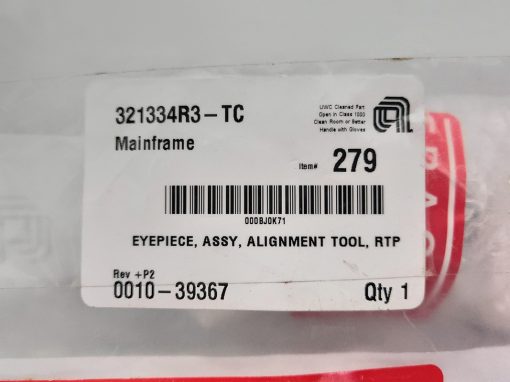 321334R3-TC
Mainframe
UWC Cleaned Part
Open in Class 1000
Clean Room or Better
Handle with Gloves
Item# 279
000BJ0K71
EYEPIECE, ASSY, ALIGNMENT TOOL, RTP
Rev +P2
0010-39367 Qty 1
FRAG